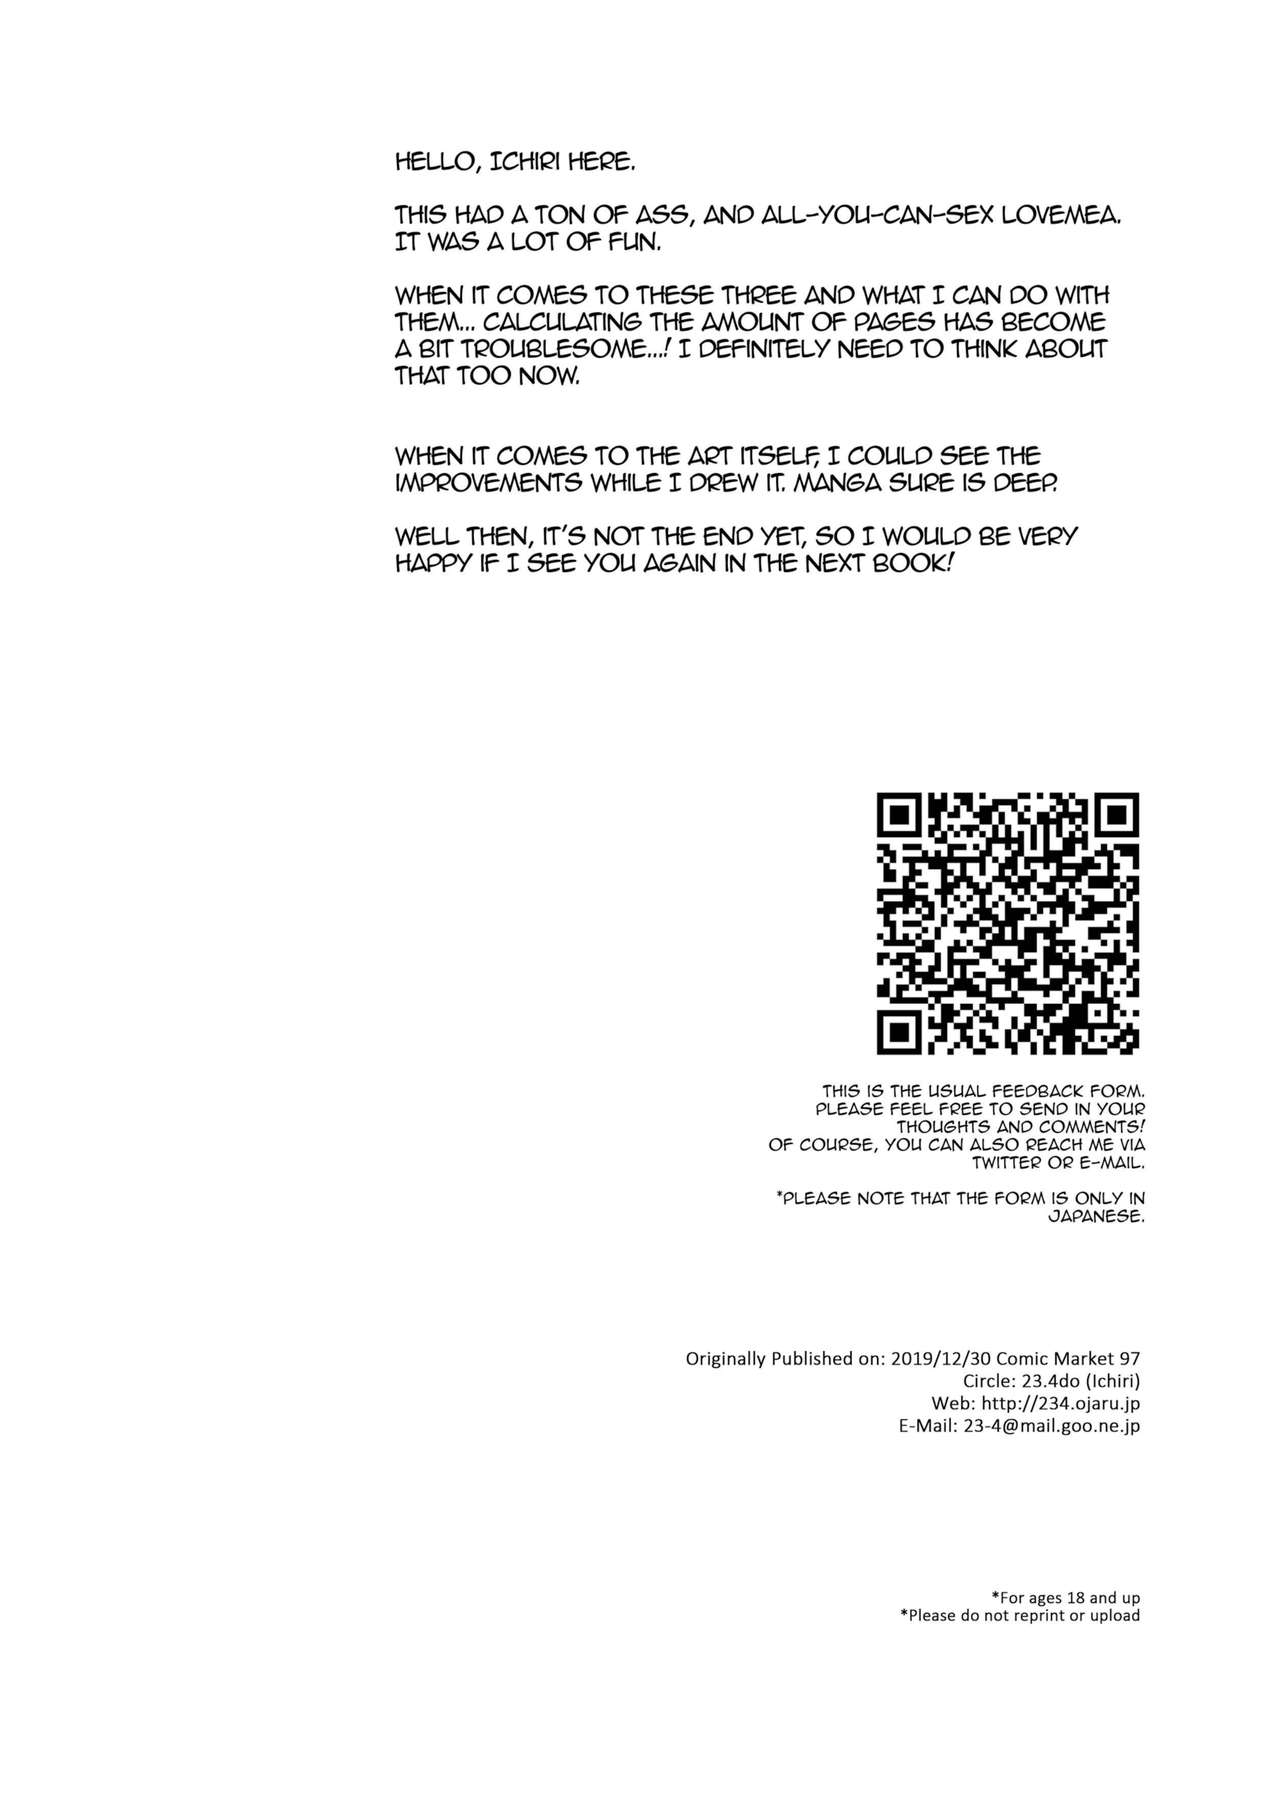 HELLO, ICHIRI HERE.
THIS HAD A TON OF ASS, AND ALL-YOU-CAN-SEX LOVEMEA.
IT WAS A LOT OF FUN.
WHEN IT COMES TO THESE THREE AND WHAT I CAN DO WITH
THEM... CALCULATING THE AMOUNT OF PAGES HAS BECOME
A BIT TROUBLESOME...! I DEFINITELY NEED TO THINK ABOUT
THAT TOO NOW.
WHEN IT COMES TO THE ART ITSELF, I COULD SEE THE
IMPROVEMENTS WHILE I DREW IT. MANGA SURE IS DEEP.
WELL THEN, IT'S NOT THE END YET, SO I WOULD BE VERY
HAPPY IF I SEE YOU AGAIN IN THE NEXT BOOK!
THIS IS THE USUAL FEEDBACK FORM.
PLEASE FEEL FREE TO SEND IN YOUR
THOUGHTS AND COMMENTS!
OF COURSE, YOU CAN ALSO REACH ME VIA
TWITTER OR E-MAIL.
*PLEASE NOTE THAT THE FORM IS ONLY IN
JAPANESE.
Originally Published on: 2019/12/30 Comic Market 97
Circle: 23.4do (Ichiri)
Web: http://234.ojaru.jp
E-Mail: 23-4@mail.goo.ne.jp
*For ages 18 and up
*Please do not reprint or upload